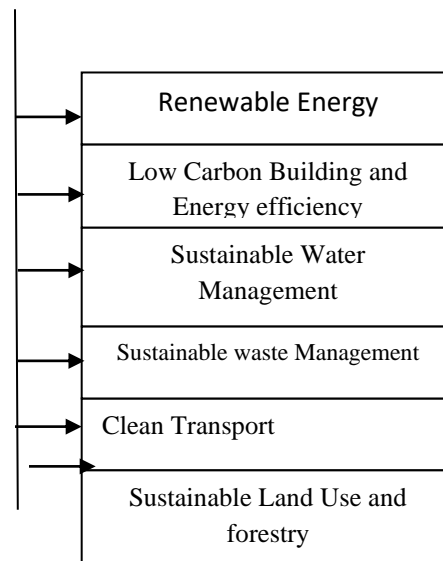 Renewable Energy
Low Carbon Building and
Energy efficiency
Sustainable Water
Management
Sustainable waste Management
Clean Transport
Sustainable Land Use and
forestry